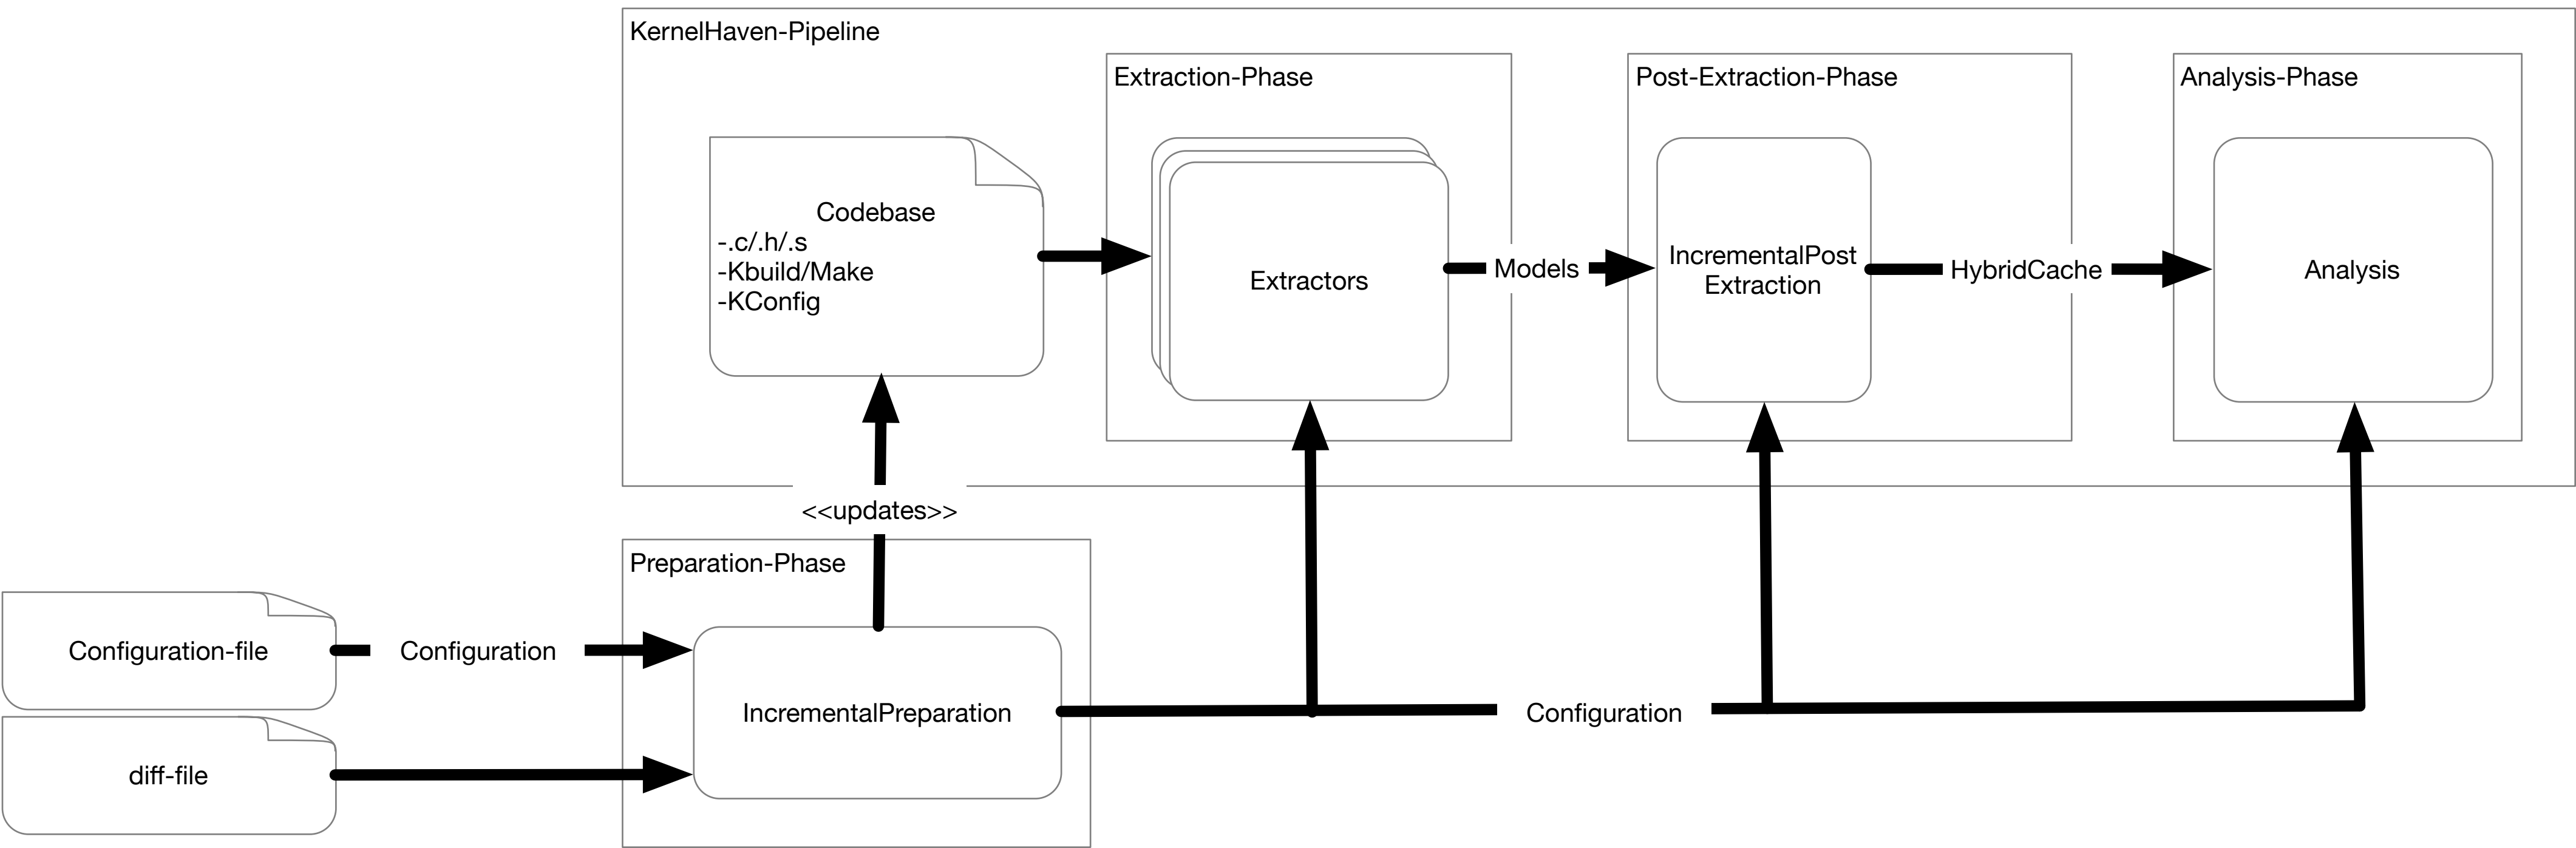 KernelHaven-Pipeline
Extraction-Phase
Post-Extraction-Phase
Analysis-Phase
Codebase
-.c/.h/.s
-Kbuild/Make
-KConfig
Extractors
Models
IncrementalPost
Extraction
HybridCache
Analysis
<<updates>>
Preparation-Phase
Configuration-file
Configuration
IncrementalPreparation
Configuration
diff-file